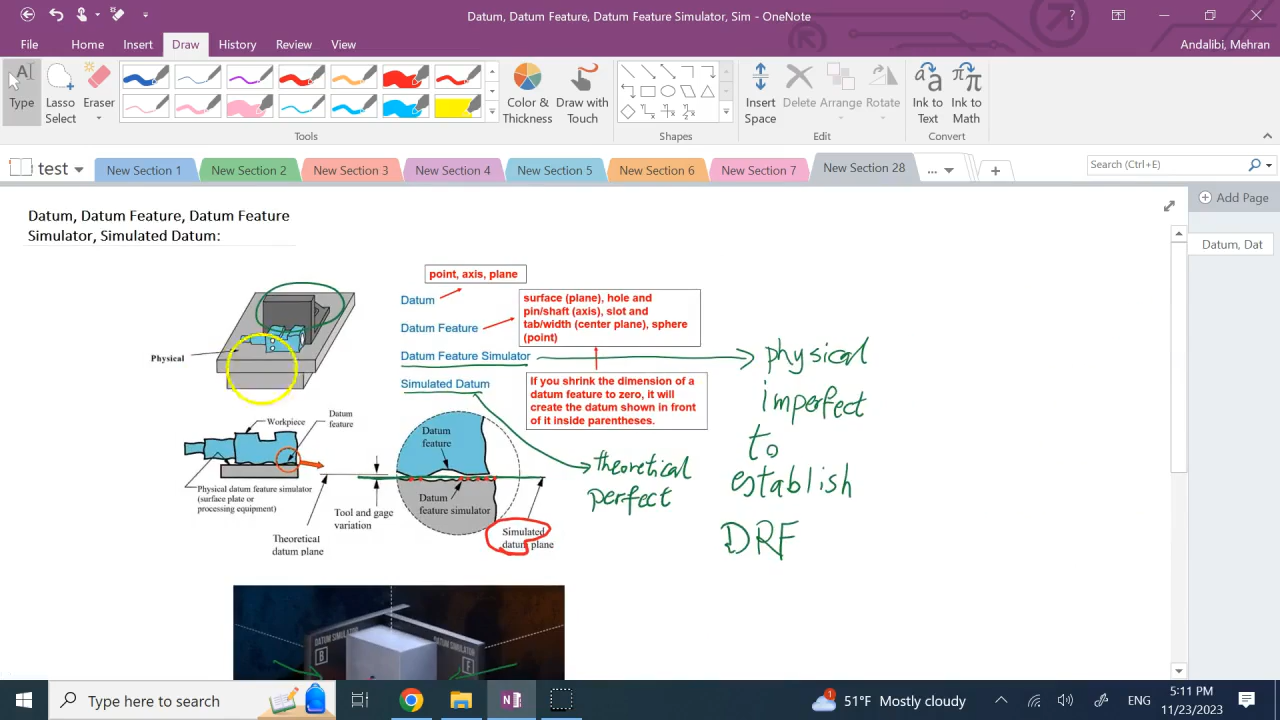 Datum, Datum Feature, Datum Feature Simulator, Sim - OneNote
?
File
Home
Insert
Draw
History
Review
View
Andalibi, Mehran
Type
Lasso
Select
Eraser
Color &
Thickness
Draw with
Touch
Insert
Space
Delete
Arrange
Rotate
Ink to
Text
Ink to
Math
Tools
Shapes
Edit
Convert
test
New Section 1
New Section 2
New Section 3
New Section 4
New Section 5
New Section 6
New Section 7
New Section 28
...
Search (Ctrl+E)
Add Page
Datum, Dat
Datum, Datum Feature, Datum Feature
Simulator, Simulated Datum:
point, axis, plane
Datum
surface (plane), hole and
pin/shaft (axis), slot and
tab/width (center plane), sphere
(point)
Datum Feature
Datum Feature Simulator
Simulated Datum
If you shrink the dimension of a
datum feature to zero, it will
create the datum shown in front
of it inside parentheses.
physical
imperfect
to
establish
DRF
theoretical
perfect
Physical
Workpiece
Datum
feature
Physical datum feature simulator
(surface plate or
processing equipment)
Theoretical
datum plane
Tool and gage
variation
Datum
feature
Datum
feature simulator
Simulated
datum plane
DATUM SIMULATOR
B
DATUM SIMULATOR
F
Type here to search
1
51°F Mostly cloudy
ENG
5:11 PM
11/23/2023